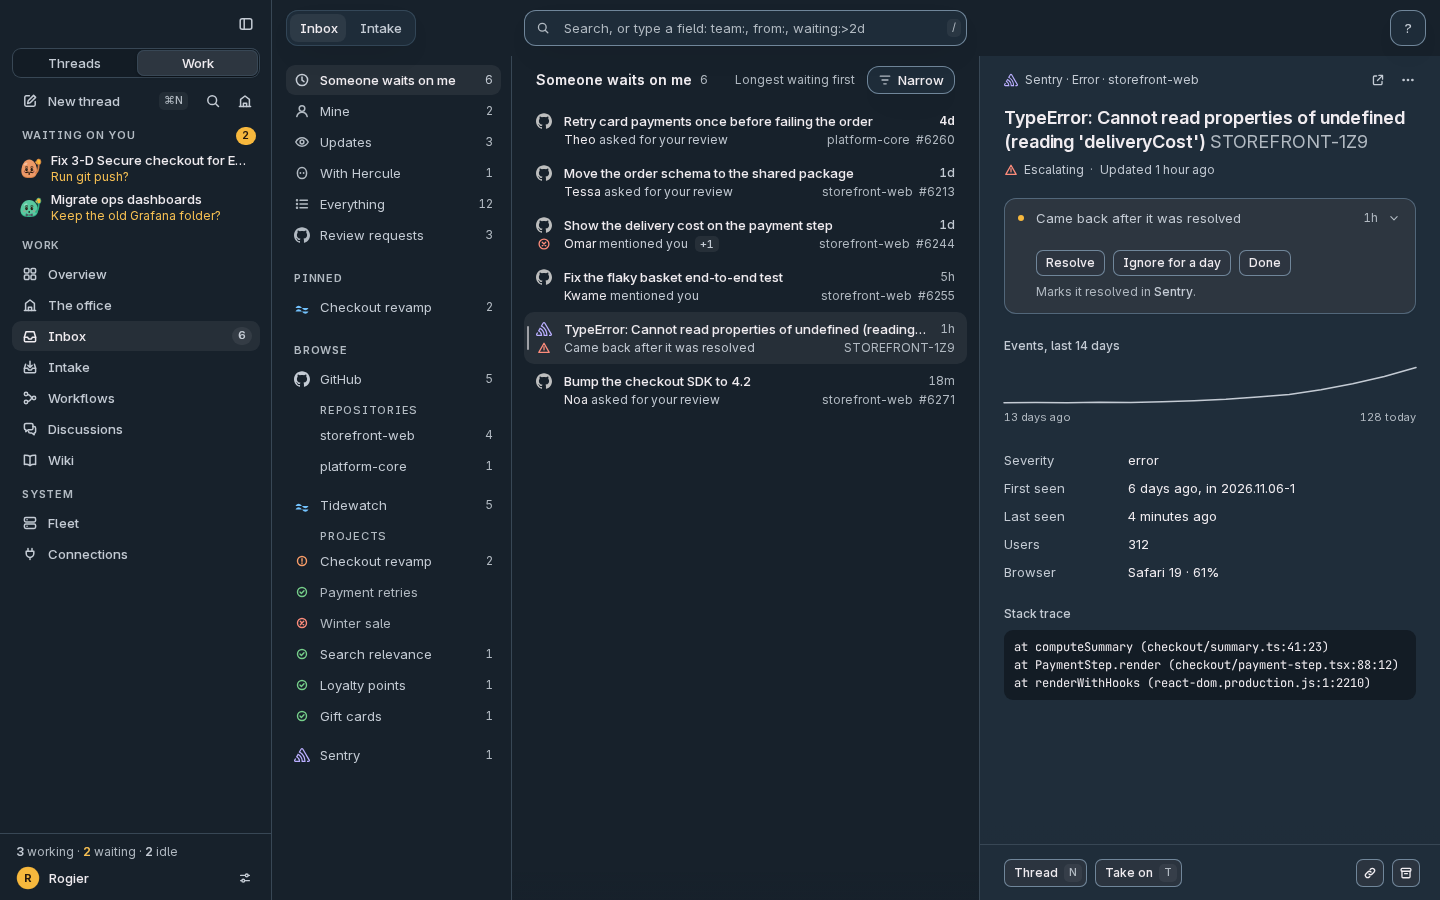 Threads
Work
New thread
⌘N
WAITING ON YOU
2
Fix 3-D Secure checkout for E…
Run git push?
Migrate ops dashboards
Keep the old Grafana folder?
WORK
Overview
The office
Inbox 6
Intake
Workflows
Discussions
Wiki
SYSTEM
Fleet
Connections
3 working · 2 waiting · 2 idle
R Rogier
Inbox
Intake
Someone waits on me 6
Mine 2
Updates 3
With Hercule 1
Everything 12
Review requests 3
PINNED
Checkout revamp 2
BROWSE
GitHub 5
REPOSITORIES
storefront-web 4
platform-core 1
Tidewatch 5
PROJECTS
Checkout revamp 2
Payment retries
Winter sale
Search relevance 1
Loyalty points 1
Gift cards 1
Sentry 1
Search, or type a field: team:, from:, waiting:>2d /
?
Someone waits on me 6
Longest waiting first
Narrow
Retry card payments once before failing the order 4d
Theo asked for your review platform-core #6260
Move the order schema to the shared package 1d
Tessa asked for your review storefront-web #6213
Show the delivery cost on the payment step 1d
Omar mentioned you +1 storefront-web #6244
Fix the flaky basket end-to-end test 5h
Kwame mentioned you storefront-web #6255
TypeError: Cannot read properties of undefined (reading… 1h
Came back after it was resolved STOREFRONT-1Z9
Bump the checkout SDK to 4.2 18m
Noa asked for your review storefront-web #6271
Sentry · Error · storefront-web
TypeError: Cannot read properties of undefined
(reading 'deliveryCost') STOREFRONT-1Z9
Escalating · Updated 1 hour ago
Came back after it was resolved 1h
Resolve
Ignore for a day
Done
Marks it resolved in Sentry.
Events, last 14 days
13 days ago
128 today
Severity error
First seen 6 days ago, in 2026.11.06-1
Last seen 4 minutes ago
Users 312
Browser Safari 19 · 61%
Stack trace
at computeSummary (checkout/summary.ts:41:23)
at PaymentStep.render (checkout/payment-step.tsx:88:12)
at renderWithHooks (react-dom.production.js:1:2210)
Thread N
Take on T